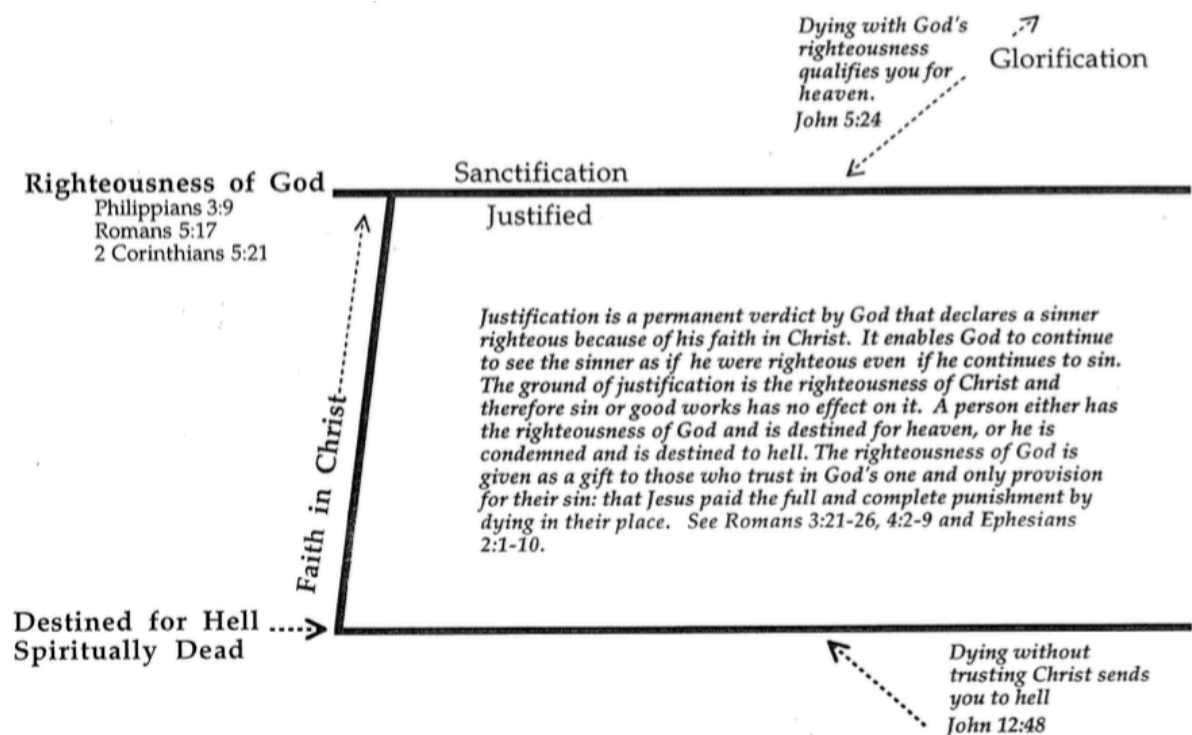 Dying with God's
righteousness
qualifies you for
heaven.
John 5:24
Glorification
Righteousness of God
Philippians 3:9
Romans 5:17
2 Corinthians 5:21
Sanctification
Justified
Faith in Christ
Justification is a permanent verdict by God that declares a sinner
righteous because of his faith in Christ. It enables God to continue
to see the sinner as if he were righteous even if he continues to sin.
The ground of justification is the righteousness of Christ and
therefore sin or good works has no effect on it. A person either has
the righteousness of God and is destined for heaven, or he is
condemned and is destined to hell. The righteousness of God is
given as a gift to those who trust in God's one and only provision
for their sin: that Jesus paid the full and complete punishment by
dying in their place. See Romans 3:21-26, 4:2-9 and Ephesians
2:1-10.
Destined for Hell
Spiritually Dead
Dying without
trusting Christ sends
you to hell
John 12:48